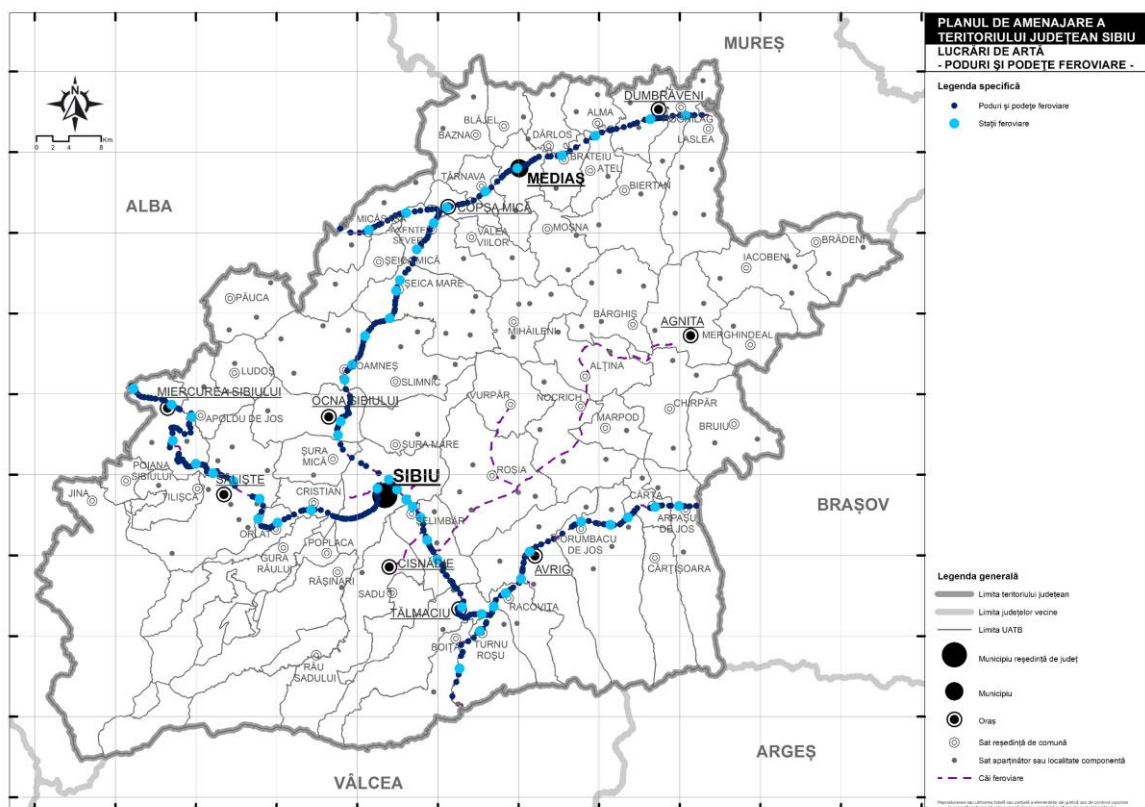 PLANUL DE AMENAJARE A
TERITORIULUI JUDEȚEAN SIBIU
LUCRĂRI DE ARTĂ
- PODURI ȘI PODEȚE FEROVIARE -
Legenda specifică
Poduri și podețe feroviare
Stații feroviare
MUREȘ
N
0 2 4 8 Km
DUMBRĂVENI
ALMA
BLĂJEL
BAZNA
DÂRLOS
LASLEA
BRATEIU
AȚEL
MEDIAȘ
TÂRNAVA
BIERTAN
ALBA
COPȘA MICĂ
MICĂSASA
SEVER
VALEA
VIILOR
MOȘNA
BRĂDENI
ȘEICA MICĂ
IACOBENI
ȘEICA MARE
PĂUCA
MIHĂILENI
BÂRGHIȘ
AGNITA
MERGHINDEAL
LUDOȘ
LOAMNEȘ
SLIMNIC
ALȚINA
MIERCUREA SIBIULUI
OCNA SIBIULUI
VURPĂR
NOCRICH
CHIRPĂR
APOLDU DE JOS
MARPOD
BRUIU
ȘURA MARE
ȘURA
MICĂ
POIANA
SIBIULUI
SĂLIȘTE
SIBIU
ROȘIA
JINA
TILIȘCA
CRISTIAN
CÂRȚA
BRAȘOV
ȘELIMBĂR
ARPAȘU
DE JOS
ORLAT
PORUMBACU
DE JOS
GURA
RÂULUI
POPLACA
CISNĂDIE
AVRIG
CÂRȚIȘOARA
RĂȘINARI
SADU
TĂLMACIU
RACOVIȚA
BOIȚA
TURNU
ROȘU
RÂU
SADULUI
VÂLCEA
ARGEȘ
Legenda generală
Limita teritoriului județean
Limita județelor vecine
Limita UATB
Municipiu reședință de județ
Municipiu
Oraș
Sat reședință de comună
Sat aparținător sau localitate componentă
Căi feroviare